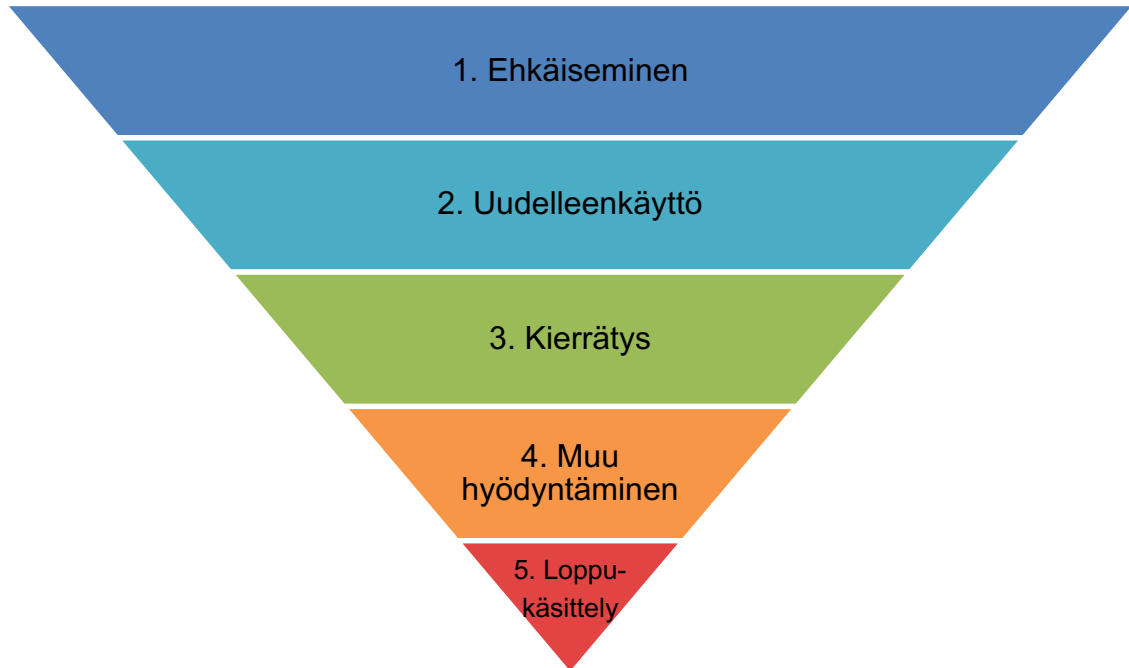 1. Ehkäiseminen
2. Uudelleenkäyttö
3. Kierrätys
4. Muu
hyödyntäminen
5. Loppu-
käsittely